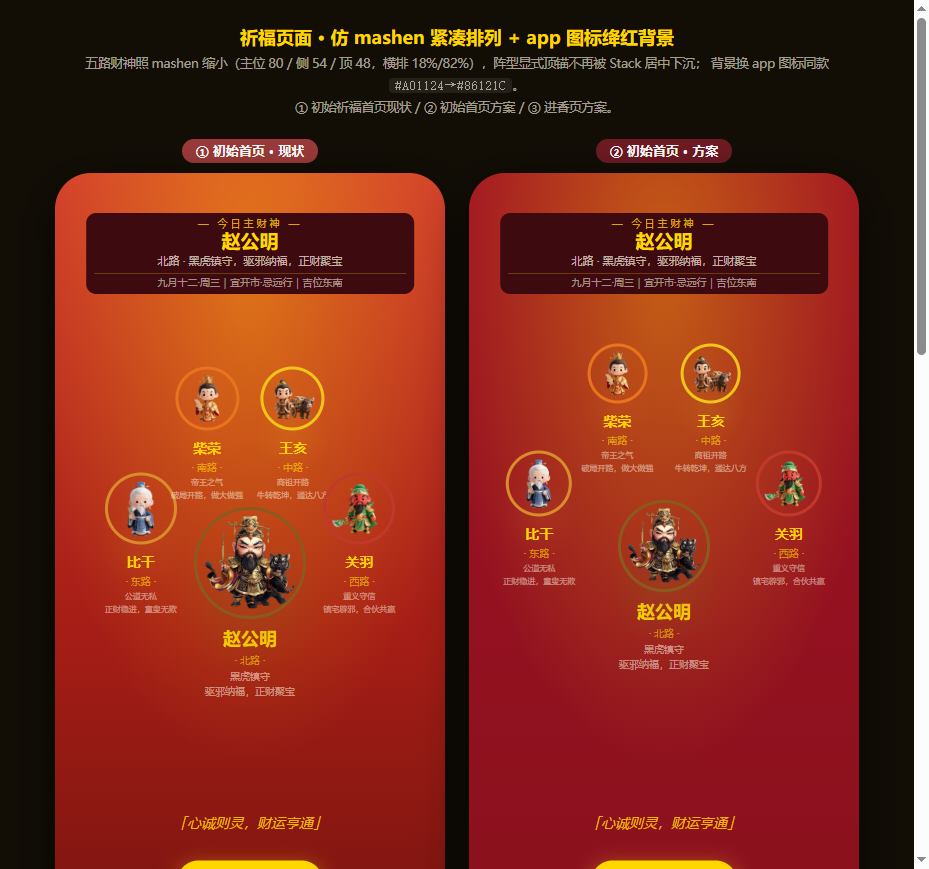 祈福页面 • 仿 mashen 紧凑排列 + app 图标绛红背景
五路财神照 mashen 缩小（主位 80 / 侧 54 / 顶 48，横排 18%/82%），阵型显式顶锚不再被 Stack 居中下沉； 背景换 app 图标同款
#A01124→#86121C 。
① 初始祈福首页现状 / ② 初始首页方案 / ③ 进香页方案。
① 初始首页 • 现状
— 今日主财神 —
赵公明
北路 · 黑虎镇守，驱邪纳福，正财聚宝
九月十二·周三 | 宜开市·忌远行 | 吉位东南
柴荣
· 南路 ·
帝王之气
破局开路，做大做强
王亥
· 中路 ·
商祖开路
牛转乾坤，通达八方
比干
· 东路 ·
公道无私
正财稳进，童叟无欺
关羽
· 西路 ·
重义守信
镇宅辟邪，合伙共赢
赵公明
· 北路 ·
黑虎镇守
驱邪纳福，正财聚宝
「心诚则灵，财运亨通」
② 初始首页 • 方案
— 今日主财神 —
赵公明
北路 · 黑虎镇守，驱邪纳福，正财聚宝
九月十二·周三 | 宜开市·忌远行 | 吉位东南
柴荣
· 南路 ·
帝王之气
破局开路，做大做强
王亥
· 中路 ·
商祖开路
牛转乾坤，通达八方
比干
· 东路 ·
公道无私
正财稳进，童叟无欺
关羽
· 西路 ·
重义守信
镇宅辟邪，合伙共赢
赵公明
· 北路 ·
黑虎镇守
驱邪纳福，正财聚宝
「心诚则灵，财运亨通」